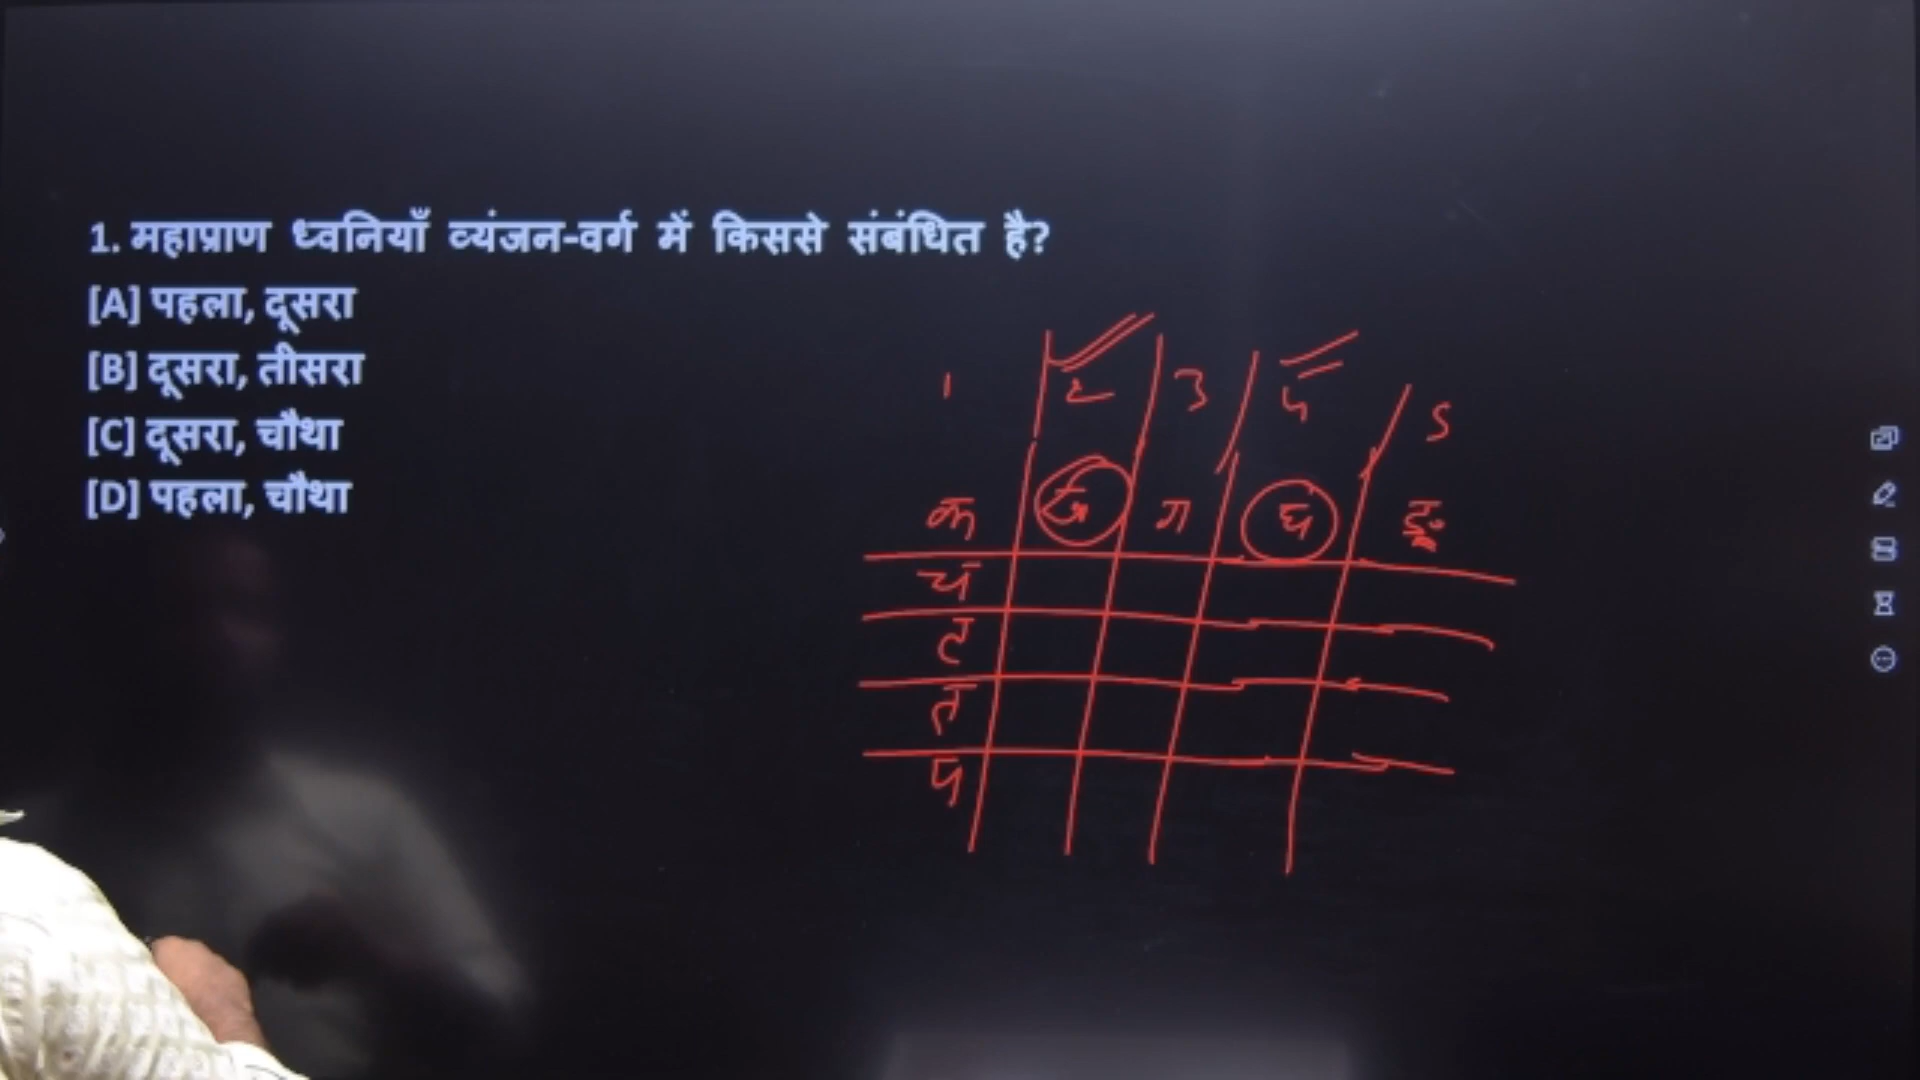 1. महाप्राण ध्वनियाँ व्यंजन-वर्ग में किससे संबंधित है?
[A] पहला, दूसरा
[B] दूसरा, तीसरा
[C] दूसरा, चौथा
[D] पहला, चौथा
1 2 3 4 5
क ख ग घ ङ
च
ट
त
प